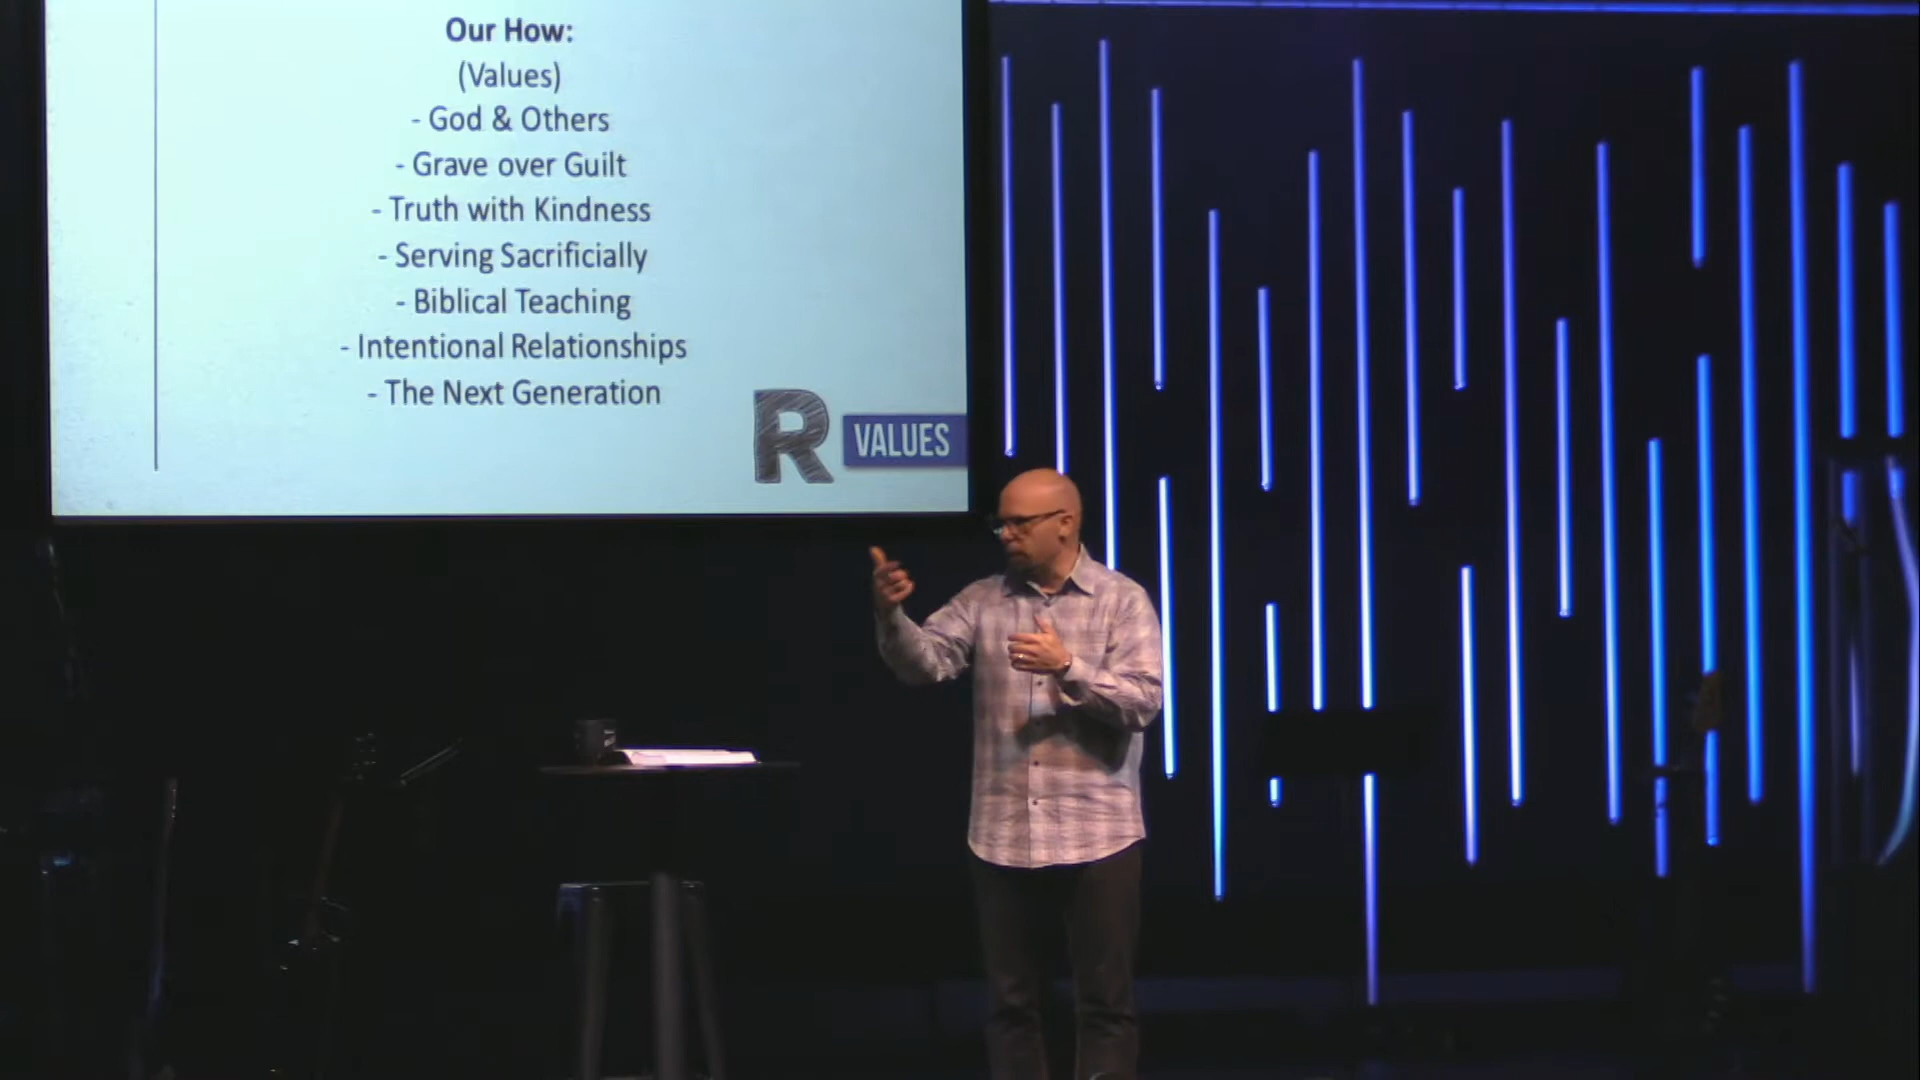 Our How:
(Values)
- God & Others
- Grave over Guilt
- Truth with Kindness
- Serving Sacrificially
- Biblical Teaching
- Intentional Relationships
- The Next Generation
R VALUES